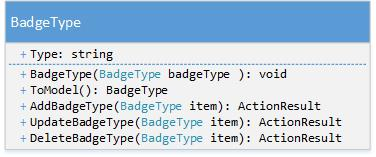 BadgeType
+ Type: string
+ BadgeType(BadgeType badgeType ): void
+ ToModel(): BadgeType
+ AddBadgeType(BadgeType item): ActionResult
+ UpdateBadgeType(BadgeType item): ActionResult
+ DeleteBadgeType(BadgeType item): ActionResult